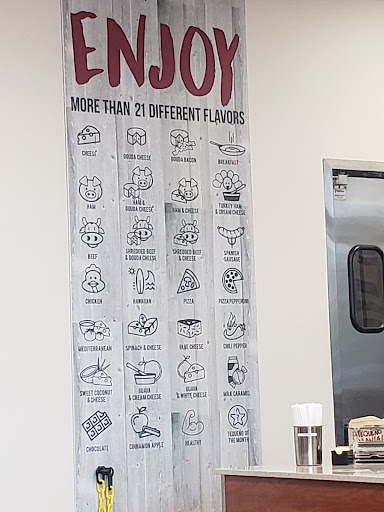 ENJOY
MORE THAN 21 DIFFERENT FLAVORS
CHEESE
GOUDA CHEESE
GOUDA BACON
BREAKFAST
HAM
HAM &
GOUDA CHEESE
HAM & CHEESE
TURKEY HAM
& CREAM CHEESE
BEEF
SHREDDED BEEF
& GOUDA CHEESE
SHREDDED BEEF
& CHEESE
SPANISH
SAUSAGE
CHICKEN
HAWAIIAN
PIZZA
PIZZA PEPPERONI
MEDITERRANEAN
SPINACH & CHEESE
BLUE CHEESE
CHILI PEPPER
SWEET COCONUT
& CHEESE
GUAVA
& CREAM CHEESE
GUAVA
& WHITE CHEESE
MILK CARAMEL
CHOCOLATE
CINNAMON APPLE
HEALTHY
TEQUEÑO OF
THE MONTH